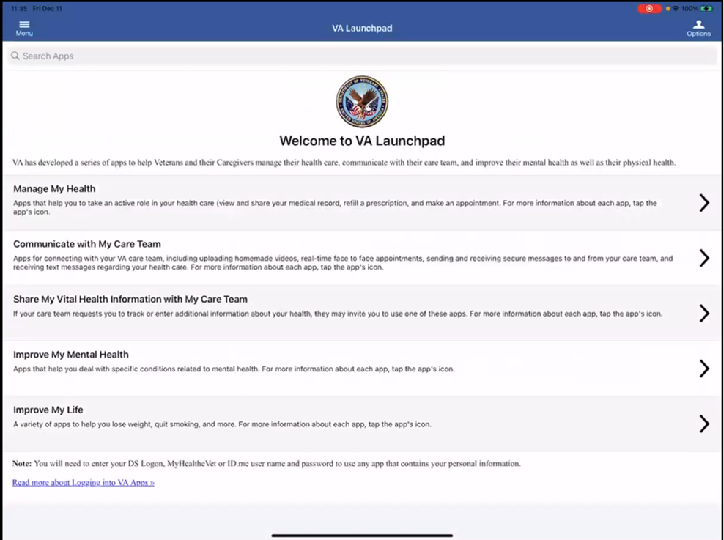 11:35 Fri Dec 11
100%
Menu
VA Launchpad
Options
Search Apps
Welcome to VA Launchpad
VA has developed a series of apps to help Veterans and their Caregivers manage their health care, communicate with their care team, and improve their mental health as well as their physical health.
Manage My Health
Apps that help you to take an active role in your health care (view and share your medical record, refill a prescription, and make an appointment. For more information about each app, tap the
app's icon.
Communicate with My Care Team
Apps for connecting with your VA care team, including uploading homemade videos, real-time face to face appointments, sending and receiving secure messages to and from your care team, and
receiving text messages regarding your health care. For more information about each app, tap the app's icon.
Share My Vital Health Information with My Care Team
If your care team requests you to track or enter additional information about your health, they may invite you to use one of these apps. For more information about each app, tap the app's icon.
Improve My Mental Health
Apps that help you deal with specific conditions related to mental health. For more information about each app, tap the app's icon.
Improve My Life
A variety of apps to help you lose weight, quit smoking, and more. For more information about each app, tap the app"s icon.
Note: You will need to enter your DS Logon, MyHealtheVet or ID.me user name and password to use any app that contains your personal information.
Read more about Logging into VA Apps »